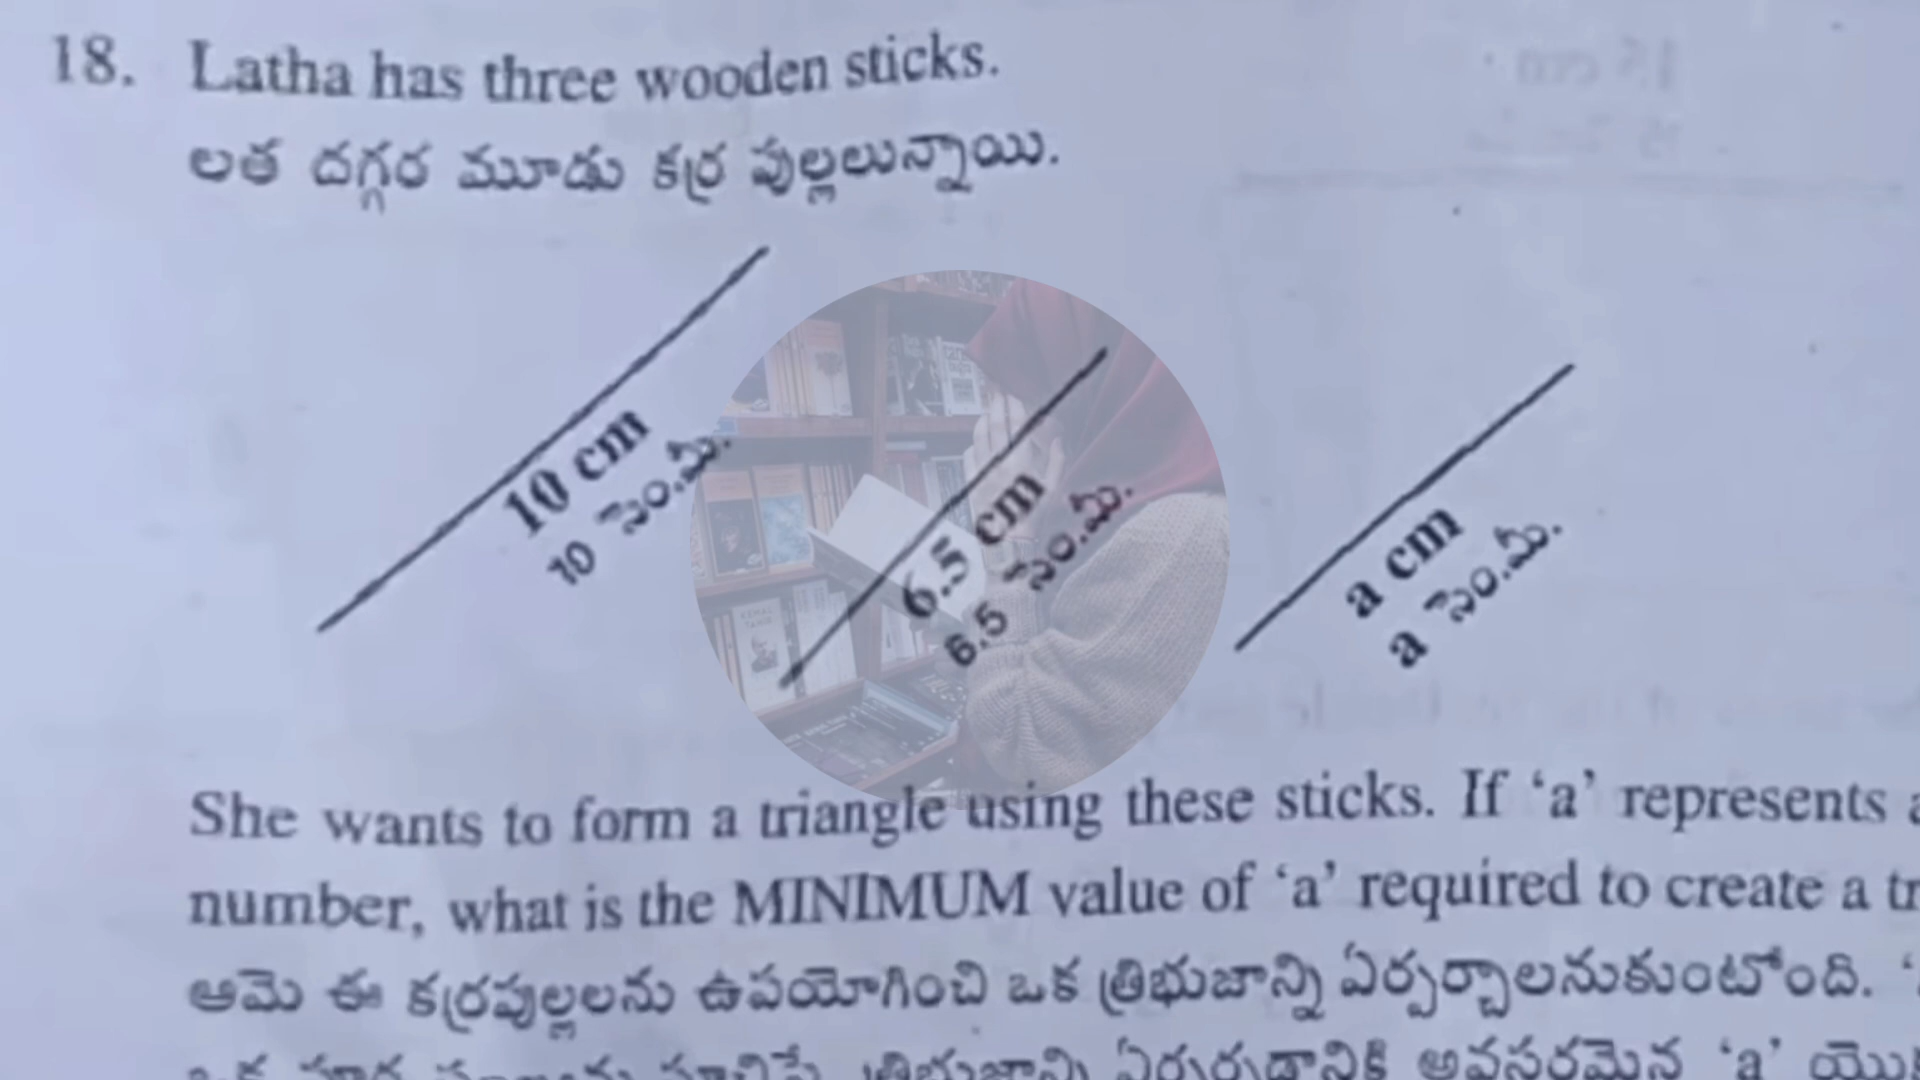 18. Latha has three wooden sticks.
లత దగ్గర మూడు కర్ర పుల్లలున్నాయి.
10 cm
10 సెం.మీ.
6.5 cm
6.5 సెం.మీ.
a cm
a సెం.మీ.
She wants to form a triangle using these sticks. If ‘a’ represents
number, what is the MINIMUM value of ‘a’ required to create a
ఆమె ఈ కర్రపుల్లలను ఉపయోగించి ఒక త్రిభుజాన్ని ఏర్పర్చాలనుకుంటోంది.
త్రిభుజాన్ని ఏర్పర్చడానికి అవసరమైన ‘a’